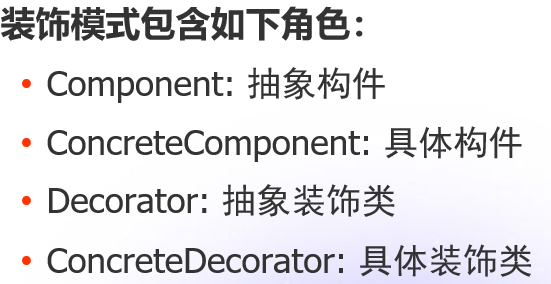 装饰模式包含如下角色：
• Component: 抽象构件
• ConcreteComponent: 具体构件
• Decorator: 抽象装饰类
• ConcreteDecorator: 具体装饰类